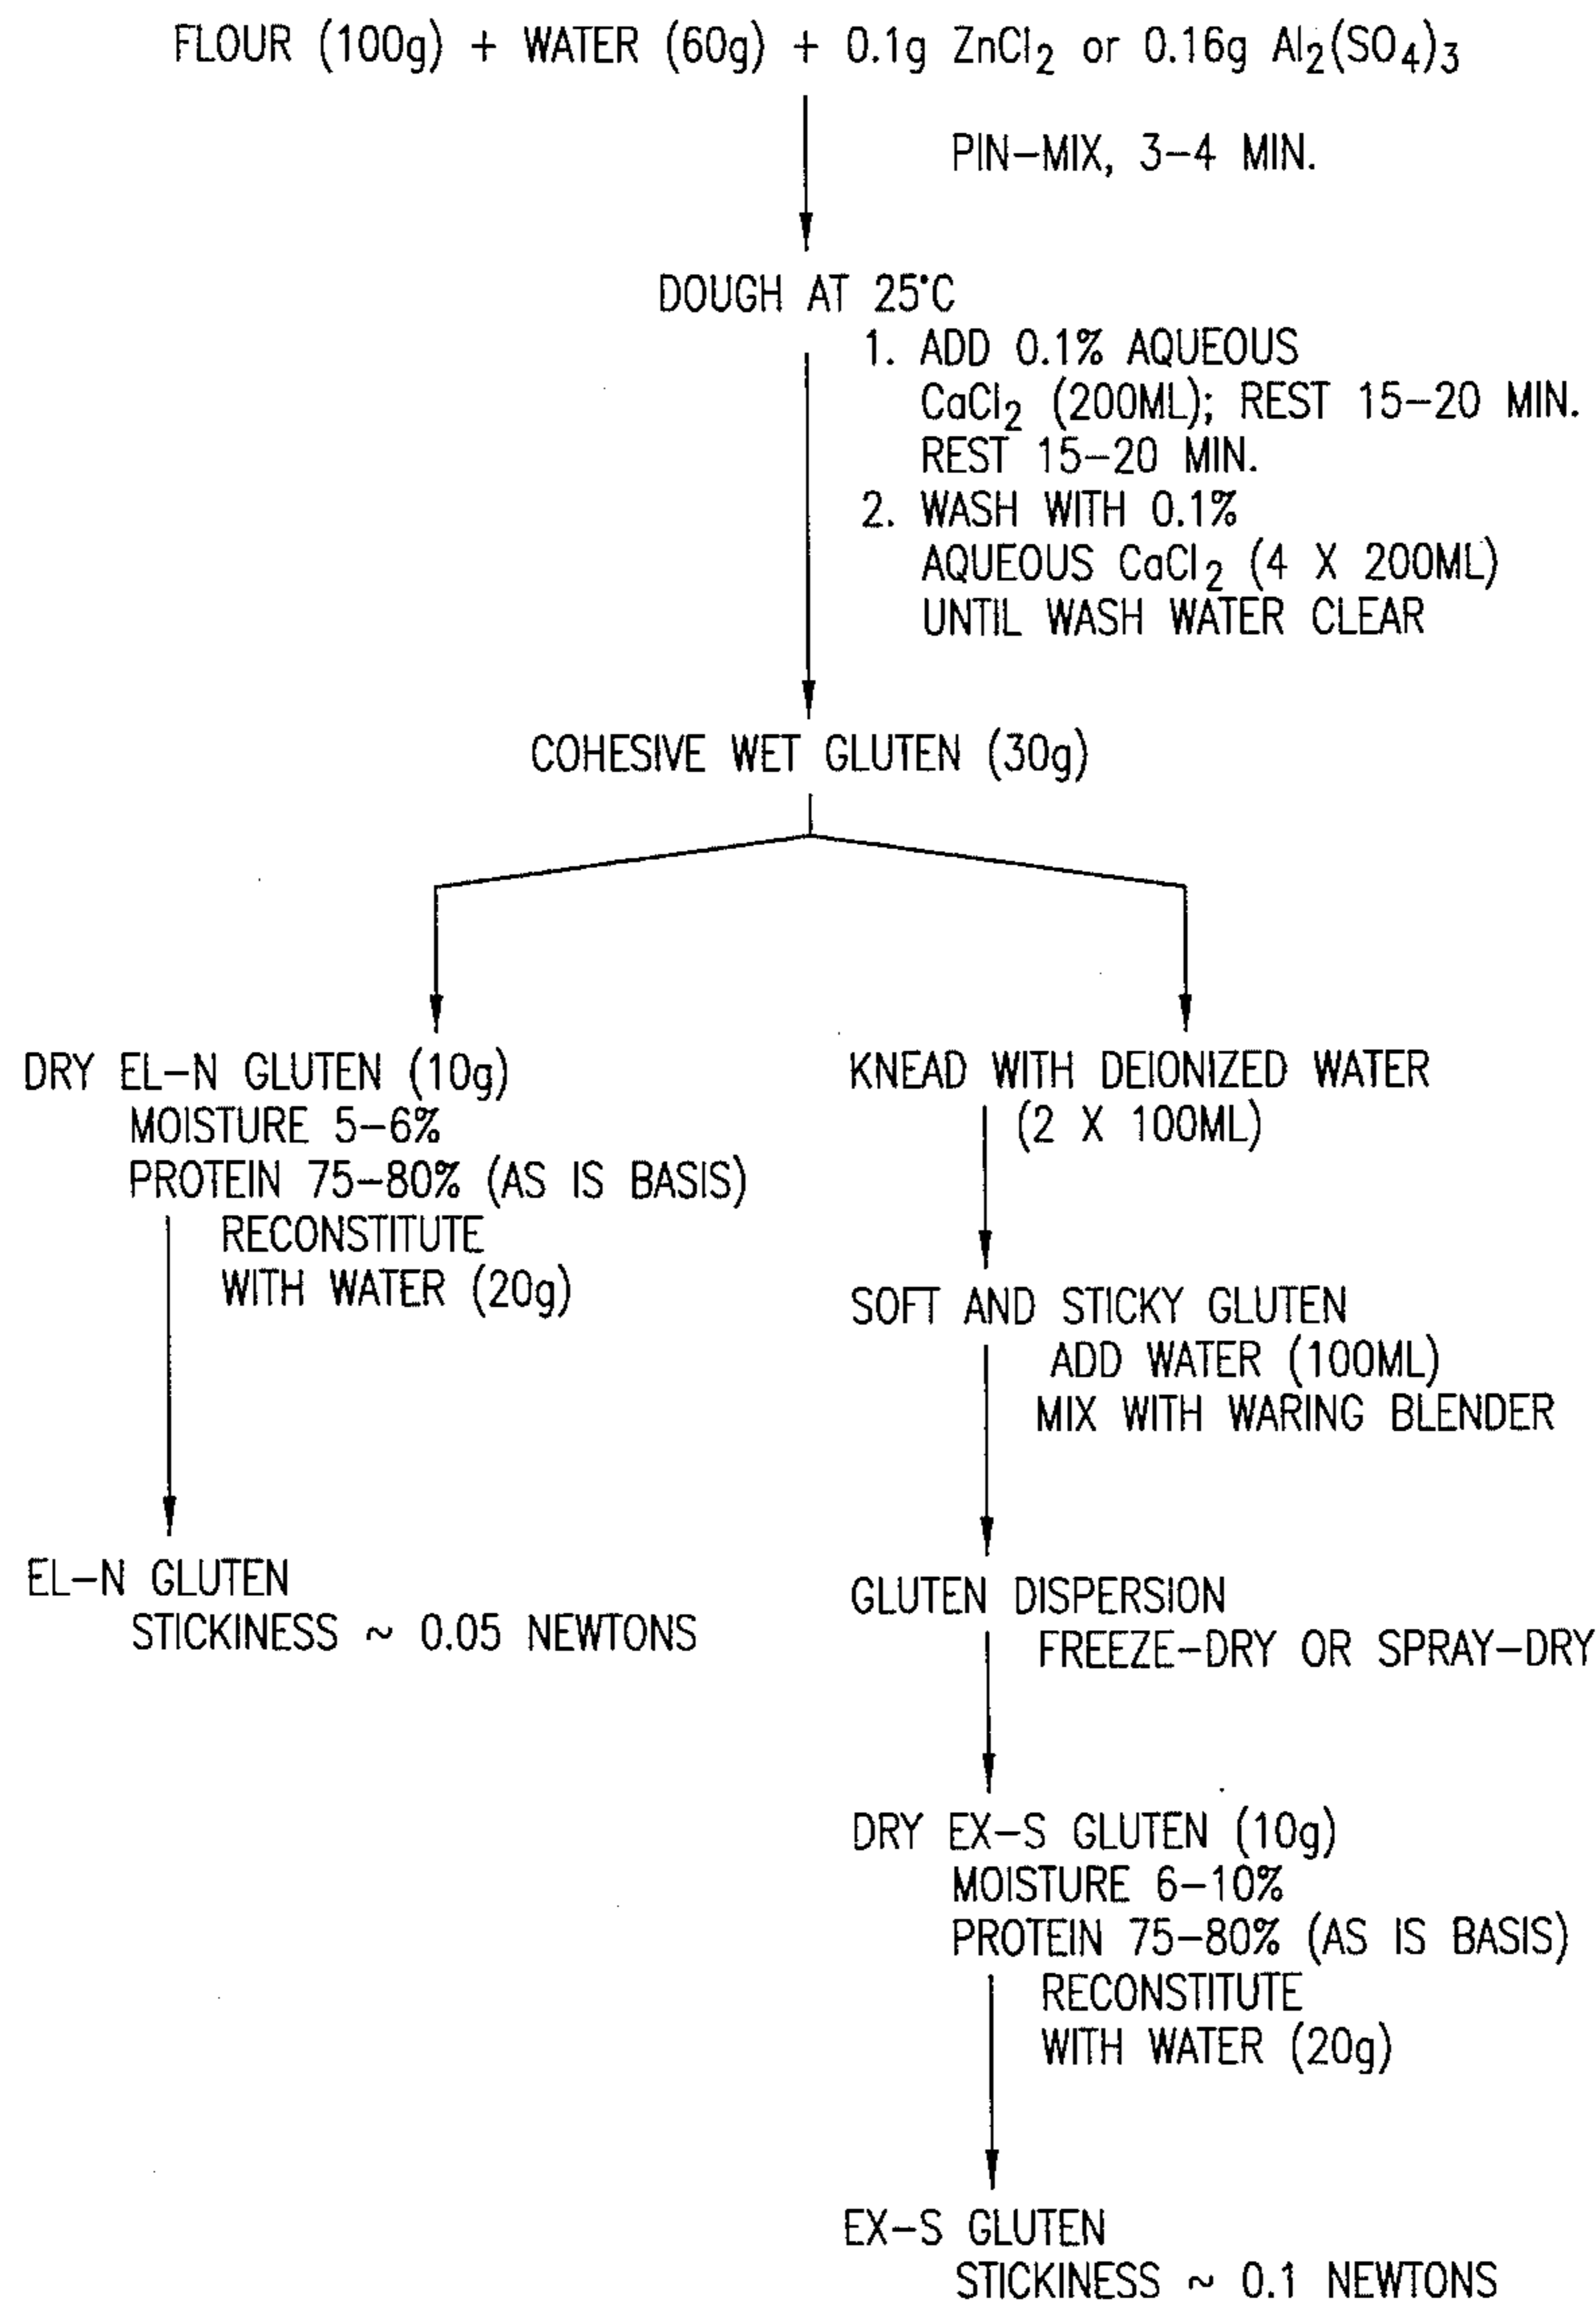 FLOUR (100g) + WATER (60g) + 0.1g ZnCl2 or 0.16g Al2(SO4)3
PIN-MIX, 3-4 MIN.
DOUGH AT 25°C
1. ADD 0.1% AQUEOUS
CaCl2 (200ML); REST 15-20 MIN.
REST 15-20 MIN.
2. WASH WITH 0.1%
AQUEOUS CaCl2 (4 X 200ML)
UNTIL WASH WATER CLEAR
COHESIVE WET GLUTEN (30g)
DRY EL-N GLUTEN (10g)
MOISTURE 5-6%
PROTEIN 75-80% (AS IS BASIS)
RECONSTITUTE
WITH WATER (20g)
EL-N GLUTEN
STICKINESS ~ 0.05 NEWTONS
KNEAD WITH DEIONIZED WATER
(2 X 100ML)
SOFT AND STICKY GLUTEN
ADD WATER (100ML)
MIX WITH WARING BLENDER
GLUTEN DISPERSION
FREEZE-DRY OR SPRAY-DRY
DRY EX-S GLUTEN (10g)
MOISTURE 6-10%
PROTEIN 75-80% (AS IS BASIS)
RECONSTITUTE
WITH WATER (20g)
EX-S GLUTEN
STICKINESS ~ 0.1 NEWTONS